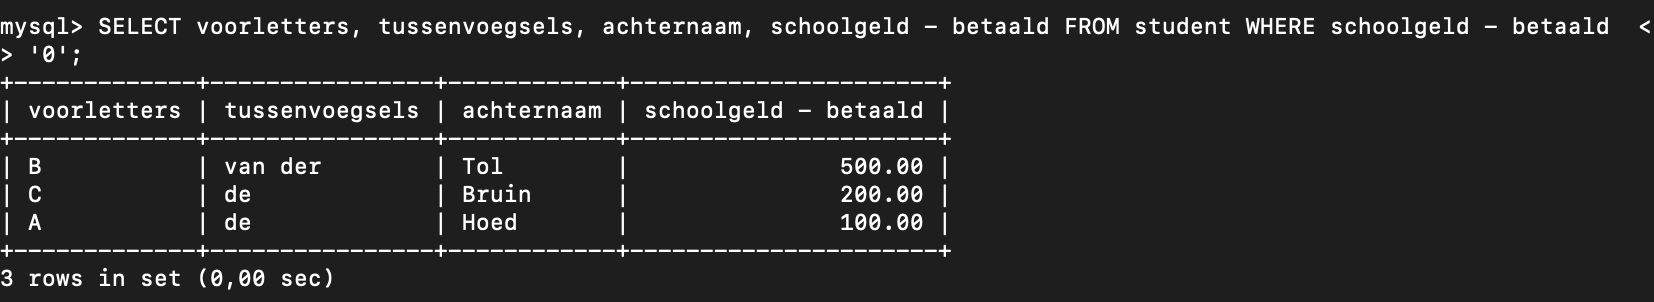 mysql> SELECT voorletters, tussenvoegsels, achternaam, schoolgeld - betaald FROM student WHERE schoolgeld - betaald  <
> '0';
+-------------+----------------+------------+----------------------+
| voorletters | tussenvoegsels | achternaam | schoolgeld - betaald |
+-------------+----------------+------------+----------------------+
| B           | van der        | Tol        |               500.00 |
| C           | de             | Bruin      |               200.00 |
| A           | de             | Hoed       |               100.00 |
+-------------+----------------+------------+----------------------+
3 rows in set (0,00 sec)